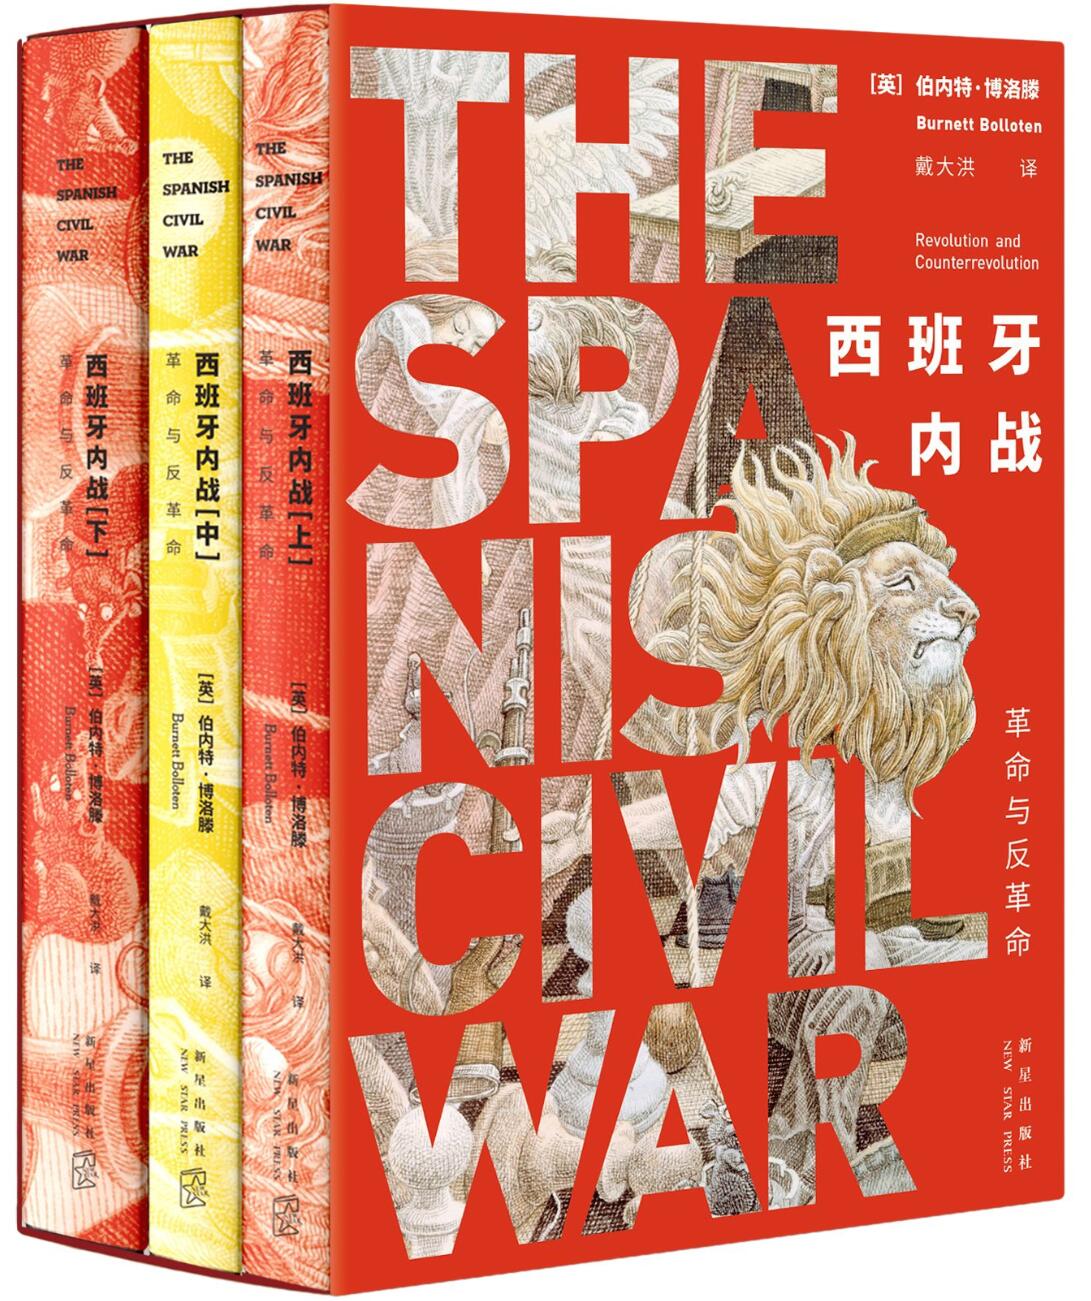 THE
SPANISH
CIVIL
WAR
西班牙内战[下]
革命与反革命
[英] 伯内特·博洛滕
Burnett Bolloten
戴大洪 译
新星出版社
NEW STAR PRESS
THE
SPANISH
CIVIL
WAR
西班牙内战[中]
革命与反革命
[英] 伯内特·博洛滕
Burnett Bolloten
戴大洪 译
新星出版社
NEW STAR PRESS
THE
SPANISH
CIVIL
WAR
西班牙内战[上]
革命与反革命
[英] 伯内特·博洛滕
Burnett Bolloten
戴大洪 译
新星出版社
NEW STAR PRESS
THE
SPA
NISH
CIVIL
WAR
[英] 伯内特·博洛滕
Burnett Bolloten
戴大洪 译
Revolution and
Counterrevolution
西班牙
内战
革命与反革命
新星出版社
NEW STAR PRESS